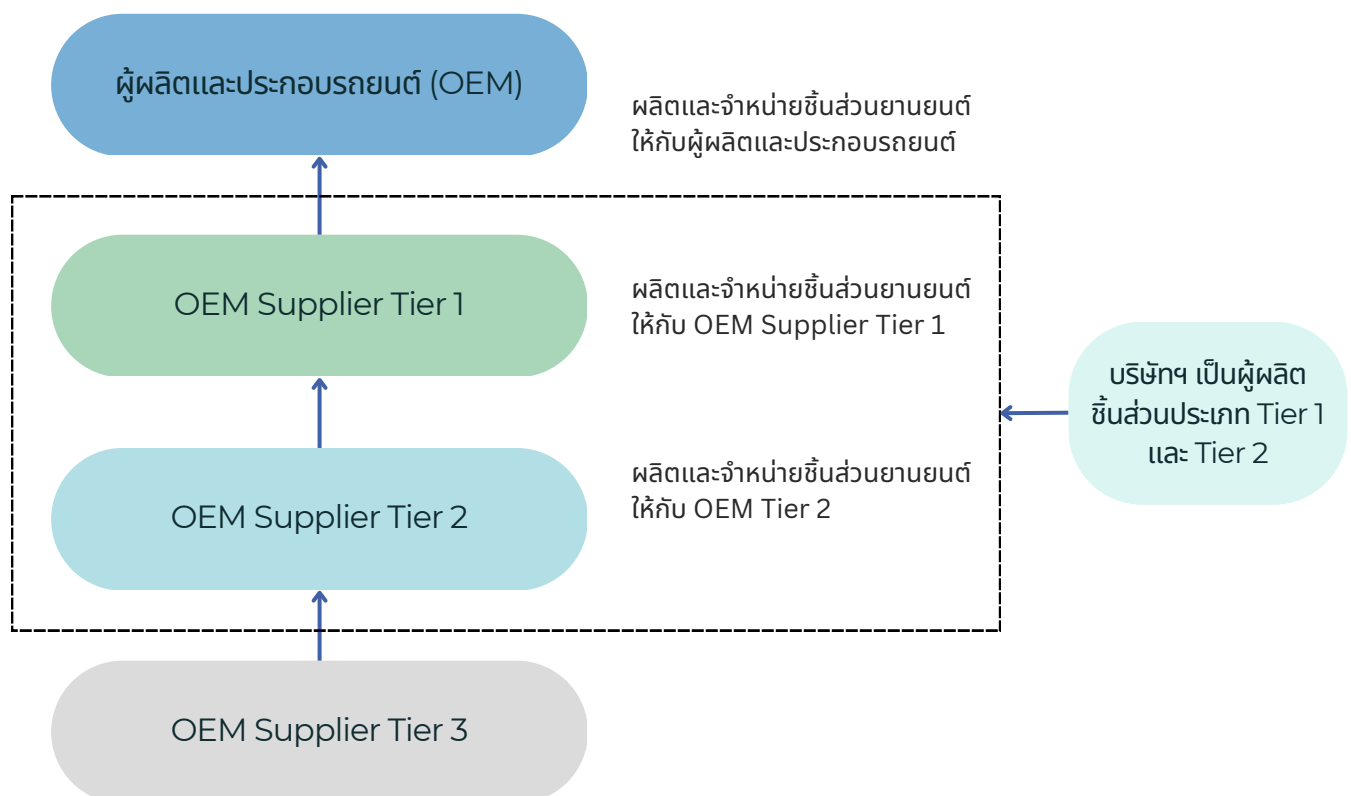 ผู้ผลิตและประกอบรถยนต์ (OEM)
ผลิตและจำหน่ายชิ้นส่วนยานยนต์
ให้กับผู้ผลิตและประกอบรถยนต์
OEM Supplier Tier 1
ผลิตและจำหน่ายชิ้นส่วนยานยนต์
ให้กับ OEM Supplier Tier 1
บริษัทฯ เป็นผู้ผลิต
ชิ้นส่วนประเภท Tier 1
และ Tier 2
OEM Supplier Tier 2
ผลิตและจำหน่ายชิ้นส่วนยานยนต์
ให้กับ OEM Tier 2
OEM Supplier Tier 3